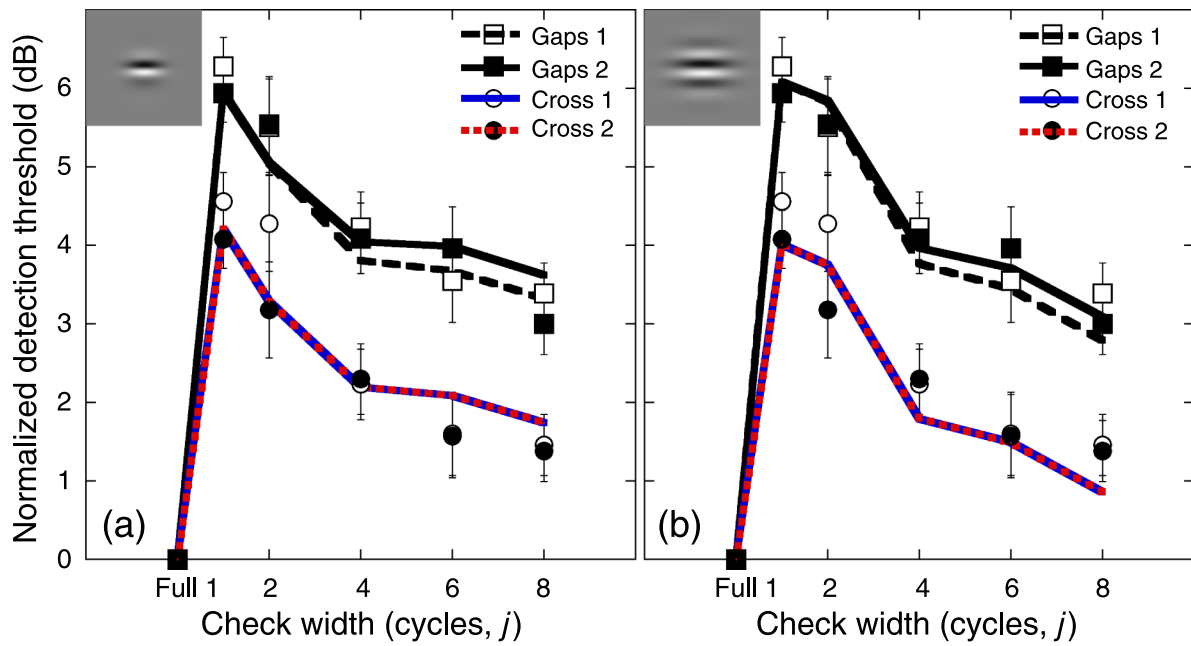 Normalized detection threshold (dB)
6
5
4
3
2
1
0
Gaps 1
Gaps 2
Cross 1
Cross 2
(a)
Full 1 2 4 6 8
Check width (cycles, j)
Gaps 1
Gaps 2
Cross 1
Cross 2
(b)
Full 1 2 4 6 8
Check width (cycles, j)